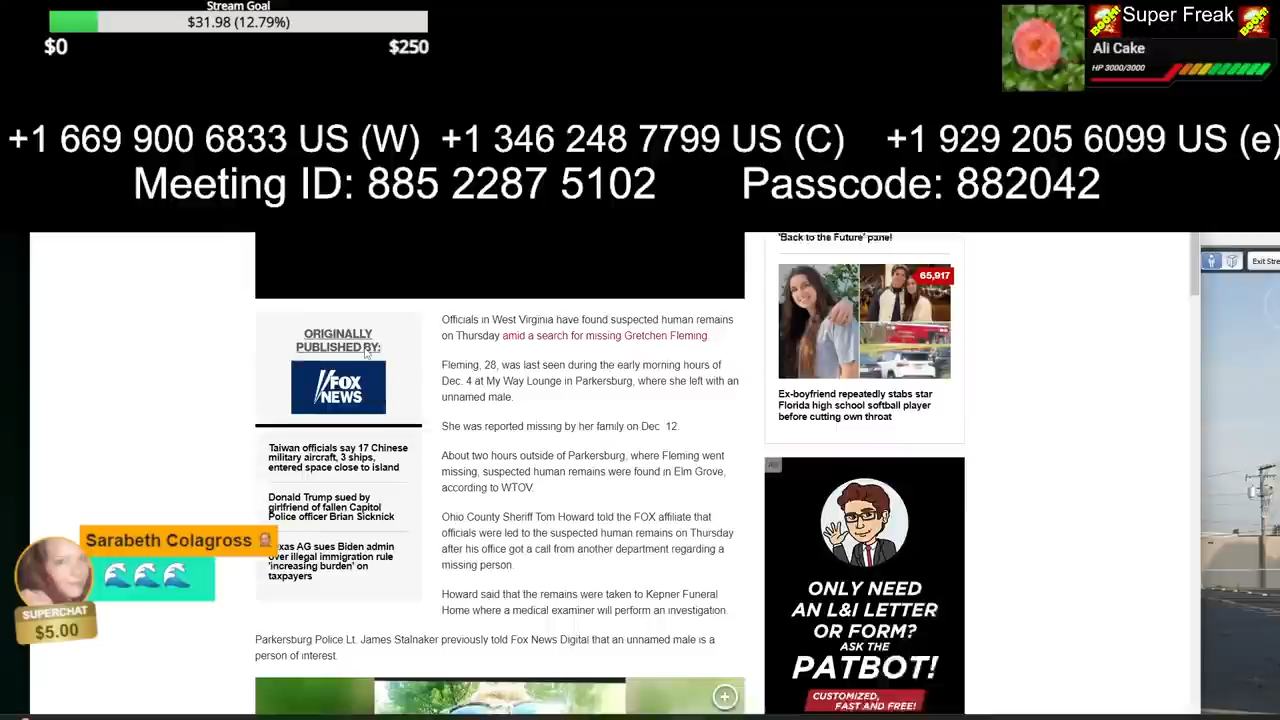 Stream Goal
$31.98 (12.79%)
$0
$250
BOOM!
Super Freak
BOOM!
Ali Cake
HP 3000/3000
+1 669 900 6833 US (W) +1 346 248 7799 US (C) +1 929 205 6099 US (e)
Meeting ID: 885 2287 5102 Passcode: 882042
ORIGINALLY
PUBLISHED BY:
FOX
NEWS
Taiwan officials say 17 Chinese
military aircraft, 3 ships,
entered space close to island
Donald Trump sued by
girlfriend of fallen Capitol
Police officer Brian Sicknick
xas AG sues Biden admin
over illegal immigration rule
'increasing burden' on
taxpayers
Sarabeth Colagross
SUPERCHAT
$5.00
Officials in West Virginia have found suspected human remains
on Thursday amid a search for missing Gretchen Fleming.
Fleming, 28, was last seen during the early morning hours of
Dec. 4 at My Way Lounge in Parkersburg, where she left with an
unnamed male.
She was reported missing by her family on Dec 12.
About two hours outside of Parkersburg, where Fleming went
missing, suspected human remains were found in Elm Grove,
according to WTOV.
Ohio County Sheriff Tom Howard told the FOX affiliate that
officials were led to the suspected human remains on Thursday
after his office got a call from another department regarding a
missing person.
Howard said that the remains were taken to Kepner Funeral
Home where a medical examiner will perform an investigation.
Parkersburg Police Lt. James Stalnaker previously told Fox News Digital that an unnamed male is a
person of interest.
'Back to the Future' panel
65,917
Ex-boyfriend repeatedly stabs star
Florida high school softball player
before cutting own throat
AD
ONLY NEED
AN L&I LETTER
OR FORM?
ASK THE
PATBOT!
CUSTOMIZED,
FAST AND FREE!
Exit Stre